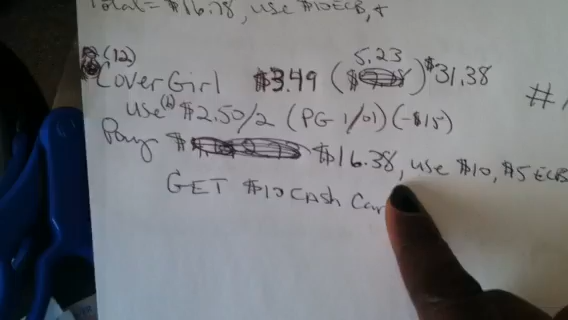 Total = $16.78, use $10 ECB, +
(12)
5.23
COVERGIRL $3.49 ( ) $31.38
#1
use (6) $2.50/2 (PG 1/01) (-$15)
Pay $16.38, use $10, $5 ECB
GET $10 CASH Car